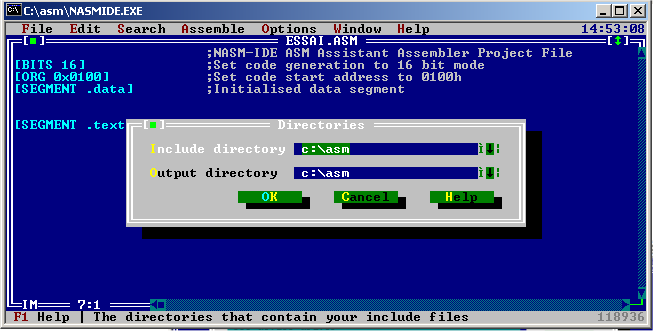 C:\asm\NASMIDE.EXE
File Edit Search Assemble Options Window Help 14:53:08
ESSAI.ASM
;NASM-IDE ASM Assistant Assembler Project File
[BITS 16] ;Set code generation to 16 bit mode
[ORG 0x0100] ;Set code start address to 0100h
[SEGMENT .data] ;Initialised data segment
[SEGMENT .text
Directories
Include directory c:\asm
Output directory c:\asm
OK Cancel Help
IM 7:1
F1 Help | The directories that contain your include files 118936